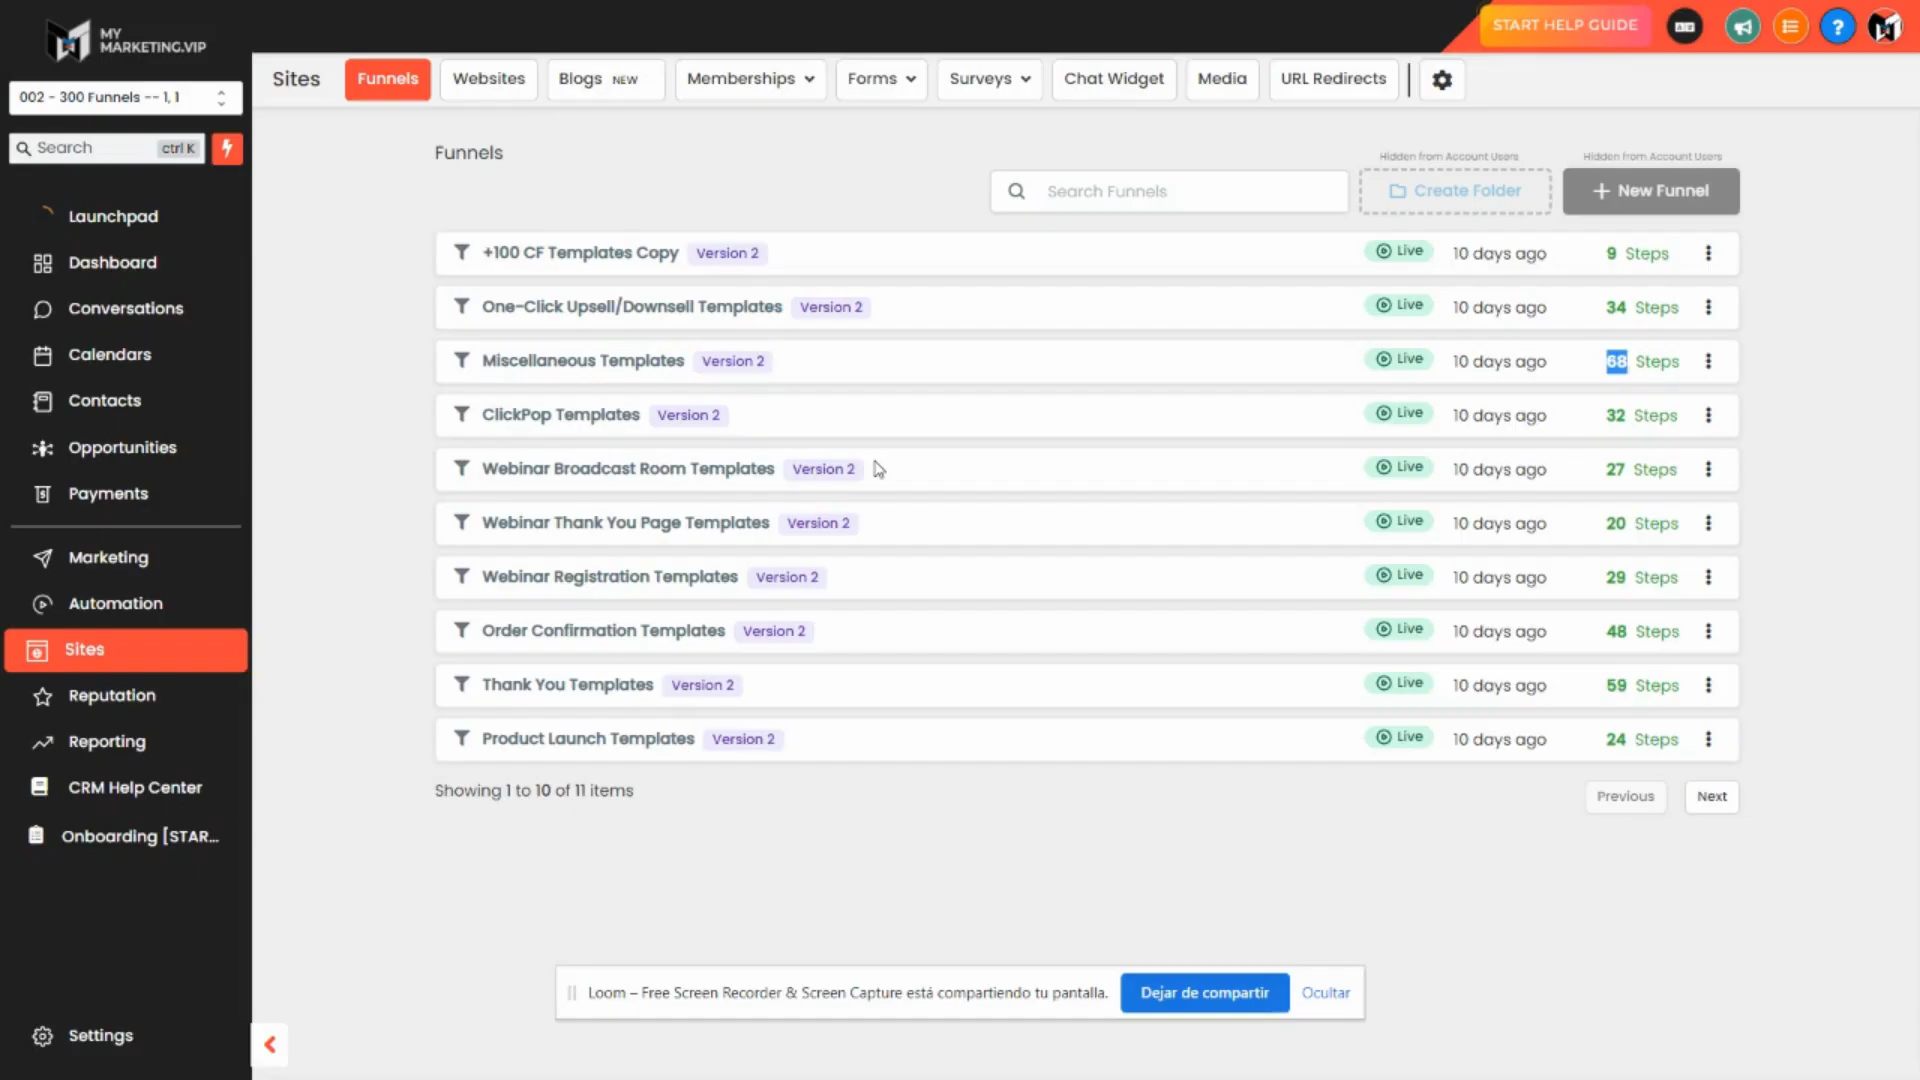 MY
MARKETING.VIP
START HELP GUIDE
002 - 300 Funnels -- 1, 1
Search ctrl K
Launchpad
Dashboard
Conversations
Calendars
Contacts
Opportunities
Payments
Marketing
Automation
Sites
Reputation
Reporting
CRM Help Center
Onboarding [STAR...
Settings
Sites Funnels Websites Blogs NEW Memberships Forms Surveys Chat Widget Media URL Redirects
Funnels
Hidden from Account Users Hidden from Account Users
Search Funnels Create Folder + New Funnel
+100 CF Templates Copy Version 2 Live 10 days ago 9 Steps
One-Click Upsell/Downsell Templates Version 2 Live 10 days ago 34 Steps
Miscellaneous Templates Version 2 Live 10 days ago 68 Steps
ClickPop Templates Version 2 Live 10 days ago 32 Steps
Webinar Broadcast Room Templates Version 2 Live 10 days ago 27 Steps
Webinar Thank You Page Templates Version 2 Live 10 days ago 20 Steps
Webinar Registration Templates Version 2 Live 10 days ago 29 Steps
Order Confirmation Templates Version 2 Live 10 days ago 48 Steps
Thank You Templates Version 2 Live 10 days ago 59 Steps
Product Launch Templates Version 2 Live 10 days ago 24 Steps
Showing 1 to 10 of 11 items
Previous Next
Loom – Free Screen Recorder & Screen Capture está compartiendo tu pantalla. Dejar de compartir Ocultar